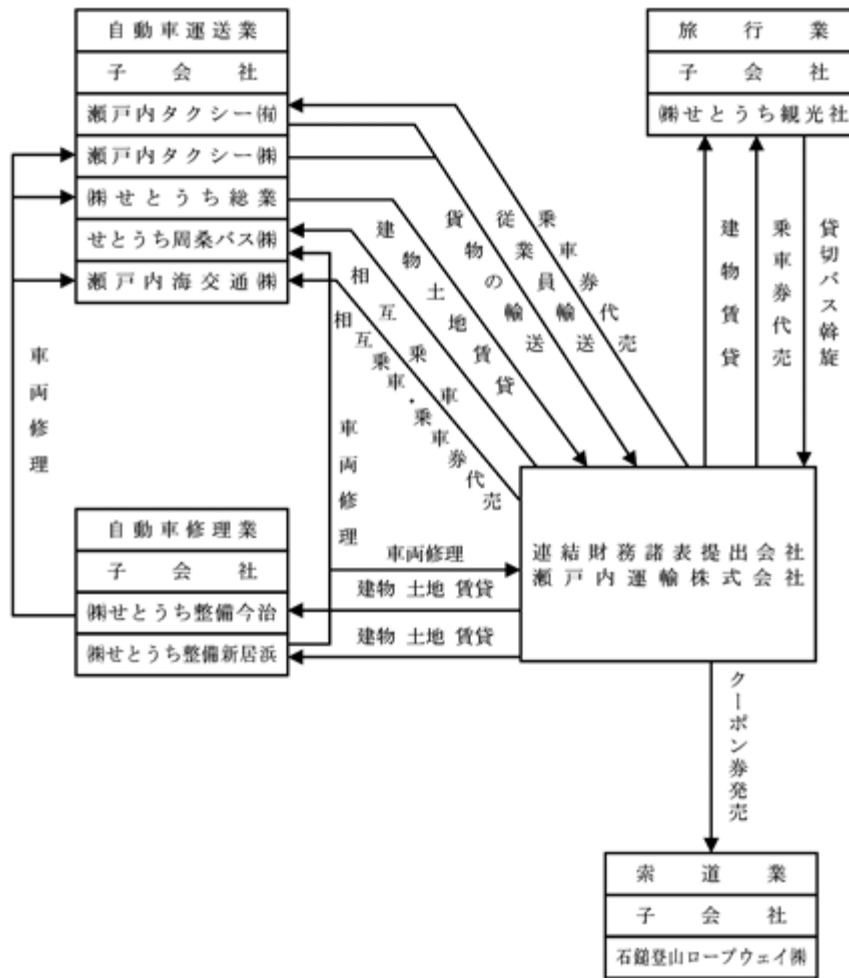 自動車運送業
子会社
瀬戸内タクシー㈲
瀬戸内タクシー㈱
㈱せとうち総業
せとうち周桑バス㈱
瀬戸内海交通㈱
旅行業
子会社
㈱せとうち観光社
乗車券代売
従業員輸送
貨物の輸送
建物土地賃貸
相互乗車
相互乗車・乗車券代売
建物賃貸
乗車券代売
貸切バス斡旋
車両修理
車両修理
自動車修理業
子会社
㈱せとうち整備今治
㈱せとうち整備新居浜
車両修理
建物 土地 賃貸
建物 土地 賃貸
連結財務諸表提出会社
瀬戸内運輸株式会社
クーポン券発売
索道業
子会社
石鎚登山ロープウェイ㈱